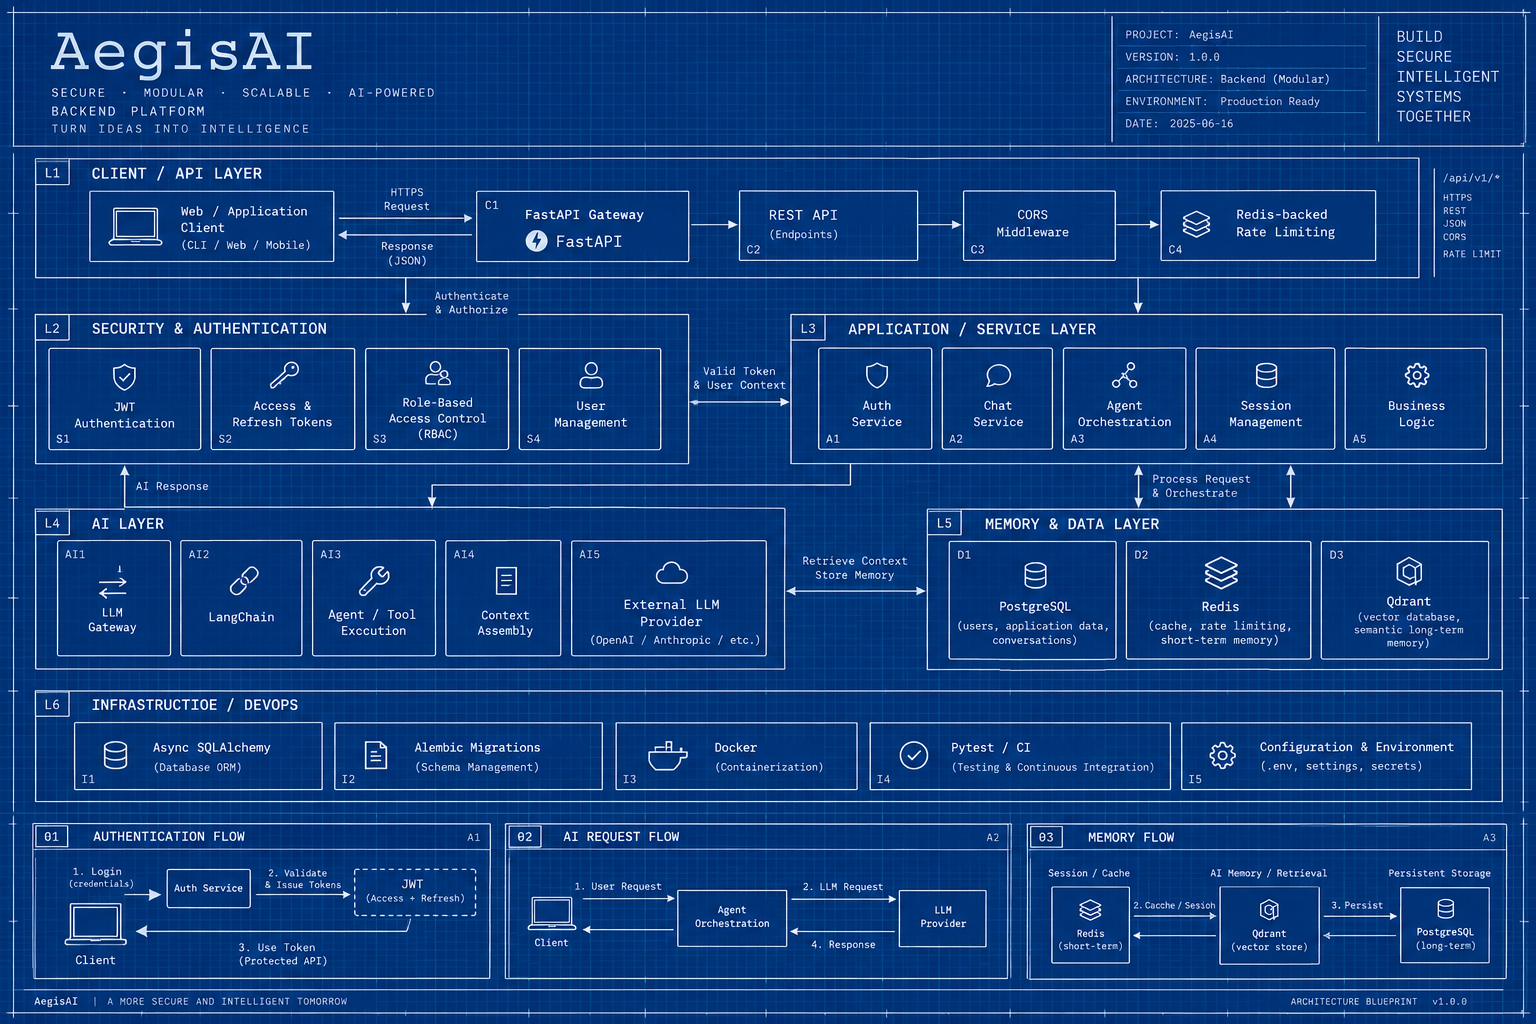 AegisAI
SECURE · MODULAR · SCALABLE · AI-POWERED
BACKEND PLATFORM
TURN IDEAS INTO INTELLIGENCE
PROJECT: AegisAI
VERSION: 1.0.0
ARCHITECTURE: Backend (Modular)
ENVIRONMENT: Production Ready
DATE: 2025-06-16
BUILD
SECURE
INTELLIGENT
SYSTEMS
TOGETHER
L1
CLIENT / API LAYER
Web / Application
Client
(CLI / Web / Mobile)
HTTPS
Request
Response
(JSON)
C1
FastAPI Gateway
FastAPI
REST API
(Endpoints)
C2
CORS
Middleware
C3
Redis-backed
Rate Limiting
C4
/api/v1/*
HTTPS
REST
JSON
CORS
RATE LIMIT
Authenticate
& Authorize
L2
SECURITY & AUTHENTICATION
JWT
Authentication
S1
Access &
Refresh Tokens
S2
Role-Based
Access Control
(RBAC)
S3
User
Management
S4
Valid Token
& User Context
L3
APPLICATION / SERVICE LAYER
Auth
Service
A1
Chat
Service
A2
Agent
Orchestration
A3
Session
Management
A4
Business
Logic
A5
AI Response
Process Request
& Orchestrate
L4
AI LAYER
AI1
LLM
Gateway
AI2
LangChain
AI3
Agent / Tool
Exccution
AI4
Context
Assembly
AI5
External LLM
Provider
(OpenAI / Anthropic / etc.)
Retrieve Context
Store Memory
L5
MEMORY & DATA LAYER
D1
PostgreSQL
(users, application data,
conversations)
D2
Redis
(cache, rate limiting,
short-term memory)
D3
Qdrant
(vector database,
semantic long-term
memory)
L6
INFRASTRUCTIOE / DEVOPS
Async SQLAlchemy
(Database ORM)
I1
Alembic Migrations
(Schema Management)
I2
Docker
(Containerization)
I3
Pytest / CI
(Testing & Continuous Integration)
I4
Configuration & Environment
(.env, settings, secrets)
I5
01
AUTHENTICATION FLOW
A1
1. Login
(credentials)
Auth Service
2. Validate
& Issue Tokens
JWT
(Access + Refresh)
3. Use Token
(Protected API)
Client
02
AI REQUEST FLOW
A2
1. User Request
Client
Agent
Orchestration
2. LLM Request
4. Response
LLM
Provider
03
MEMORY FLOW
A3
Session / Cache
AI Memory / Retrieval
Persistent Storage
Redis
(short-term)
2. Cacche / Sesioh
Qdrant
(vector store)
3. Persist
PostgreSQL
(long-term)
AegisAI | A MORE SECURE AND INTELLIGENT TOMORROW
ARCHITECTURE BLUEPRINT v1.0.0